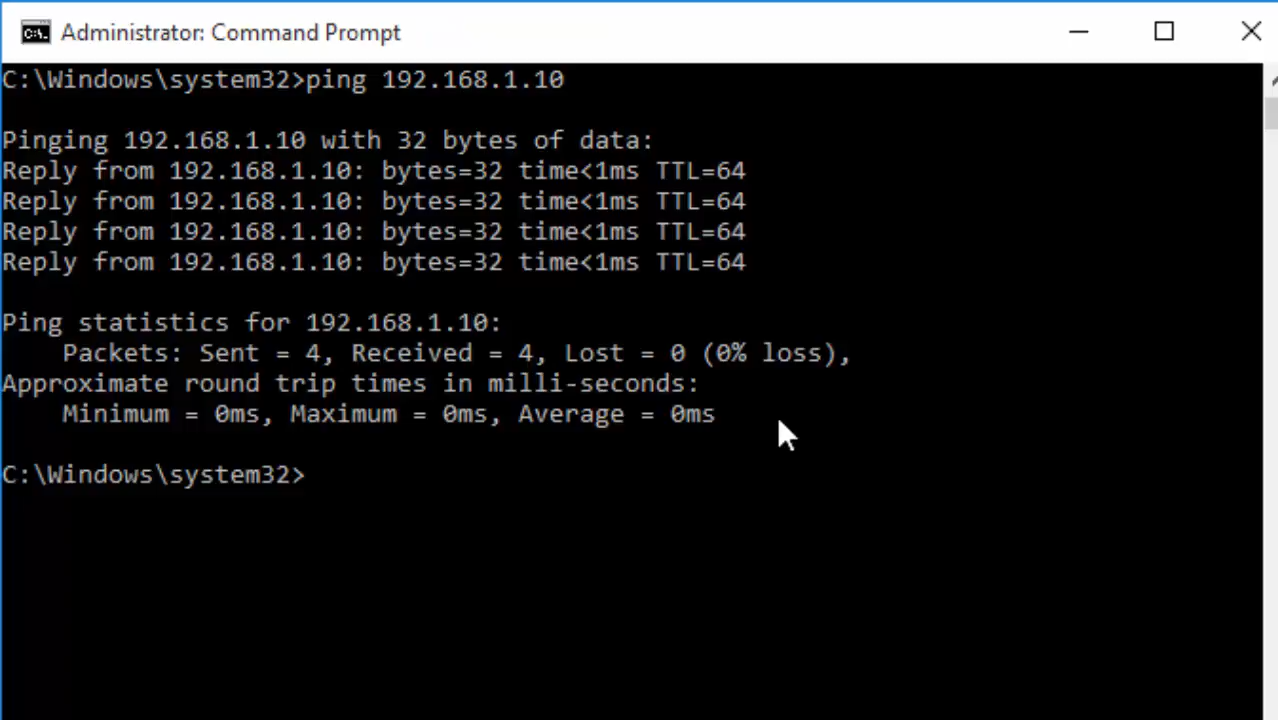 Administrator: Command Prompt
C:\Windows\system32>ping 192.168.1.10
Pinging 192.168.1.10 with 32 bytes of data:
Reply from 192.168.1.10: bytes=32 time<1ms TTL=64
Reply from 192.168.1.10: bytes=32 time<1ms TTL=64
Reply from 192.168.1.10: bytes=32 time<1ms TTL=64
Reply from 192.168.1.10: bytes=32 time<1ms TTL=64
Ping statistics for 192.168.1.10:
    Packets: Sent = 4, Received = 4, Lost = 0 (0% loss),
Approximate round trip times in milli-seconds:
    Minimum = 0ms, Maximum = 0ms, Average = 0ms
C:\Windows\system32>